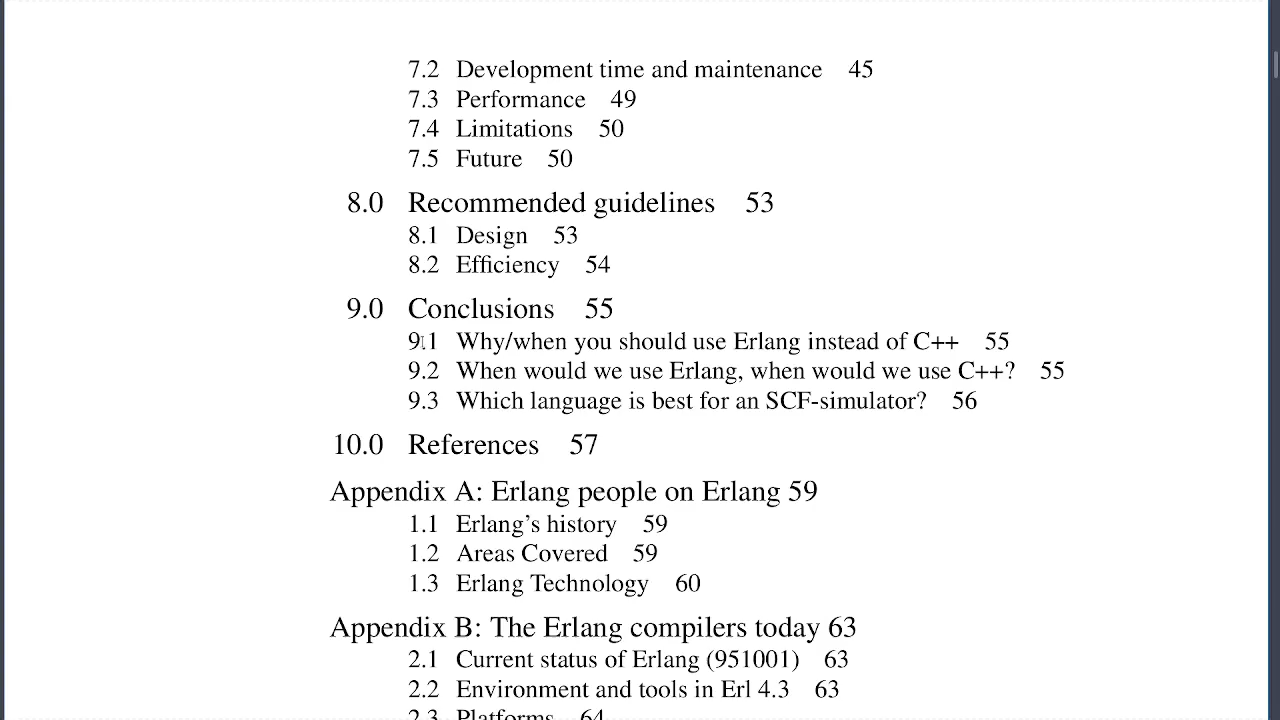 7.2 Development time and maintenance 45
7.3 Performance 49
7.4 Limitations 50
7.5 Future 50
8.0 Recommended guidelines 53
8.1 Design 53
8.2 Efficiency 54
9.0 Conclusions 55
9.1 Why/when you should use Erlang instead of C++ 55
9.2 When would we use Erlang, when would we use C++? 55
9.3 Which language is best for an SCF-simulator? 56
10.0 References 57
Appendix A: Erlang people on Erlang 59
1.1 Erlang’s history 59
1.2 Areas Covered 59
1.3 Erlang Technology 60
Appendix B: The Erlang compilers today 63
2.1 Current status of Erlang (951001) 63
2.2 Environment and tools in Erl 4.3 63
2.3 Platforms 64